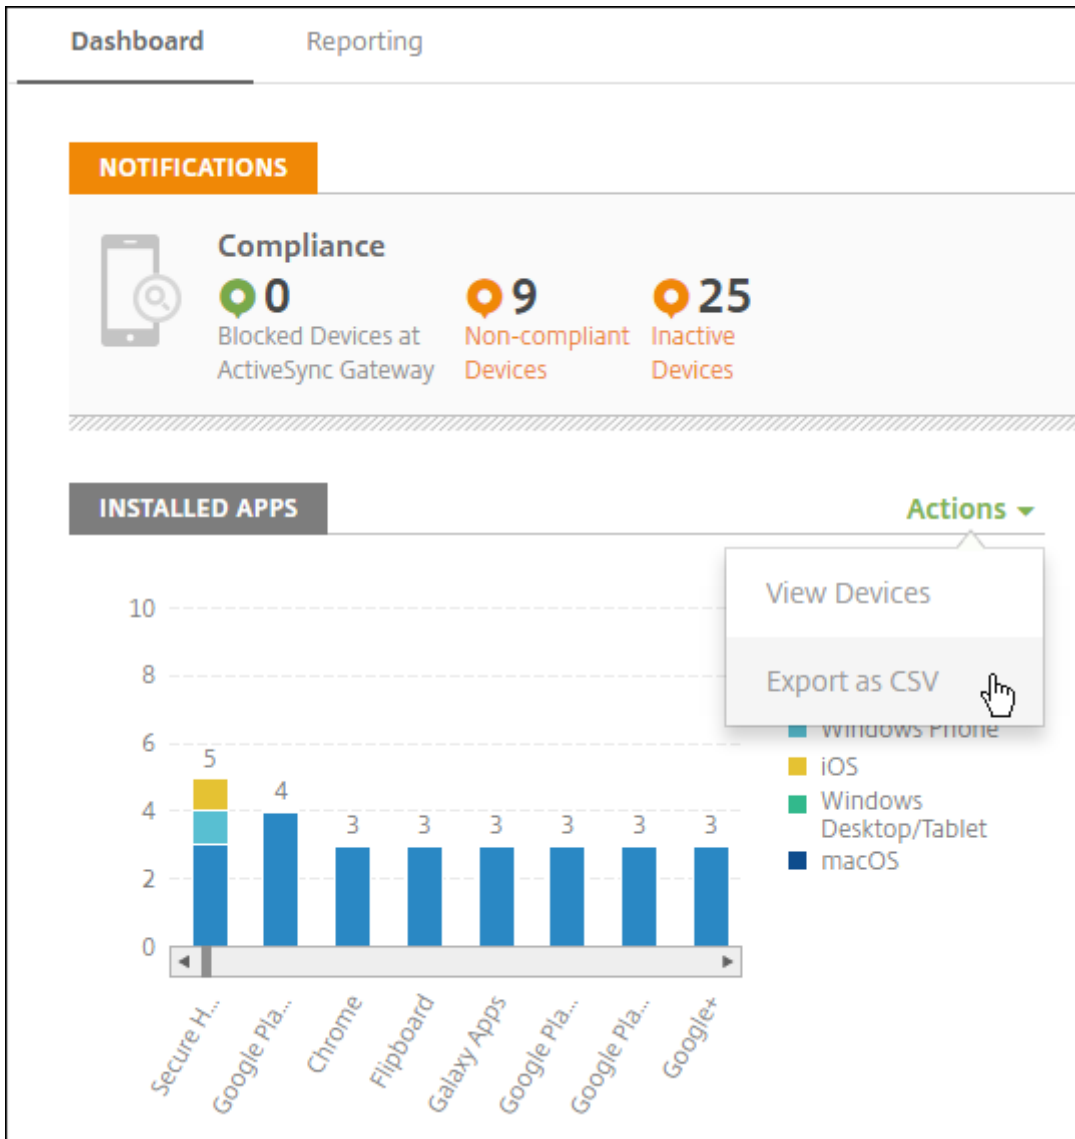 Dashboard
Reporting
NOTIFICATIONS
Compliance
0
Blocked Devices at
ActiveSync Gateway
9
Non-compliant
Devices
25
Inactive
Devices
INSTALLED APPS
Actions
View Devices
Export as CSV
Windows Phone
iOS
Windows
Desktop/Tablet
macOS
10
8
6
4
2
0
5
4
3
3
3
3
3
3
Secure H...
Google Pla...
Chrome
Flipboard
Galaxy Apps
Google Pla...
Google Pla...
Google+